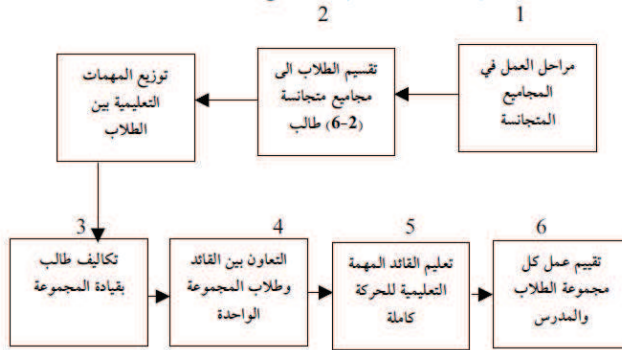 1
مراحل العمل في
المجاميع
المتجانسة
2
تقسيم الطلاب الى
مجاميع متجانسة
(2-6) طالب
توزيع المهمات
التعليمية بين
الطلاب
3
تكاليف طالب
بقيادة المجموعة
4
التعاون بين القائد
وطلاب المجموعة
الواحدة
5
تعليم القائد المهمة
التعليمية للحركة
كاملة
6
تقييم عمل كل
مجموعة الطلاب
والمدرس